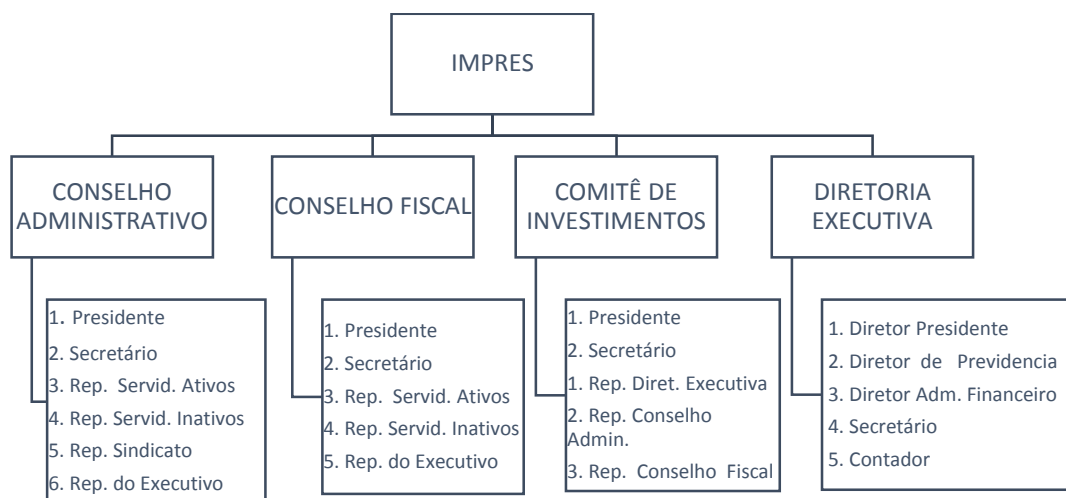 IMPRES
CONSELHO
ADMINISTRATIVO
CONSELHO FISCAL
COMITÊ DE
INVESTIMENTOS
DIRETORIA
EXECUTIVA
1. Presidente
2. Secretário
3. Rep. Servid. Ativos
4. Rep. Servid. Inativos
5. Rep. Sindicato
6. Rep. do Executivo
1. Presidente
2. Secretário
3. Rep. Servid. Ativos
4. Rep. Servid. Inativos
5. Rep. do Executivo
1. Presidente
2. Secretário
1. Rep. Diret. Executiva
2. Rep. Conselho
Admin.
3. Rep. Conselho Fiscal
1. Diretor Presidente
2. Diretor de Previdencia
3. Diretor Adm. Financeiro
4. Secretário
5. Contador